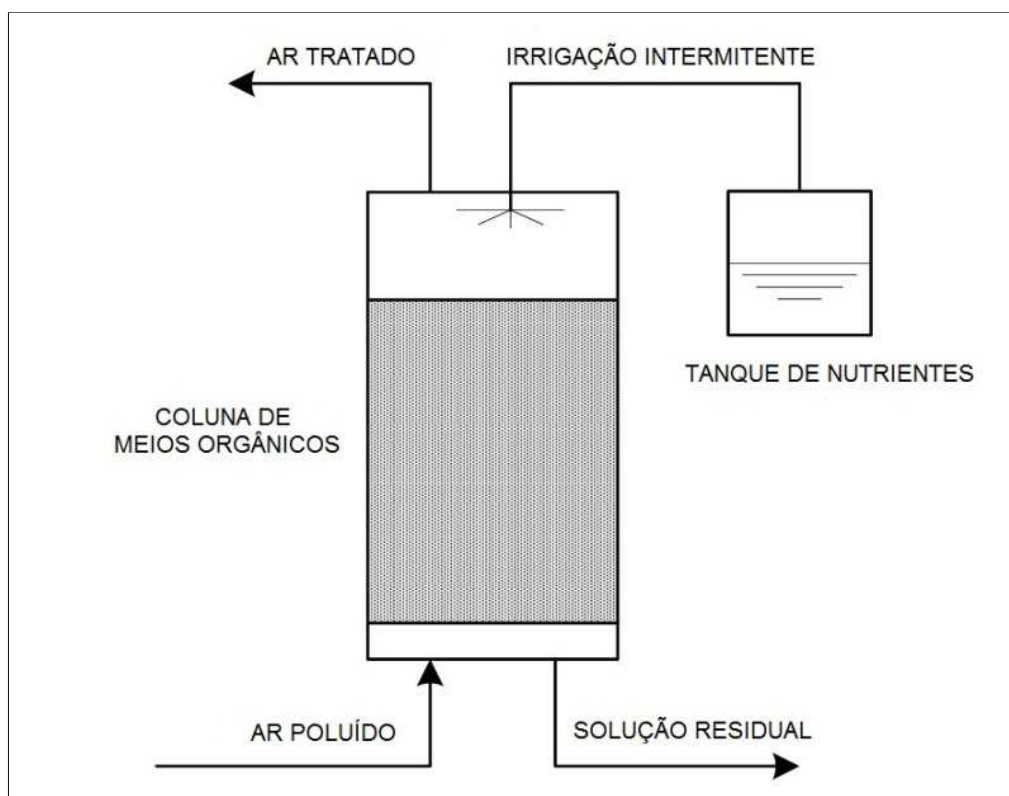 AR TRATADO
IRRIGAÇÃO INTERMITENTE
TANQUE DE NUTRIENTES
COLUNA DE
MEIOS ORGÂNICOS
AR POLUÍDO
SOLUÇÃO RESIDUAL